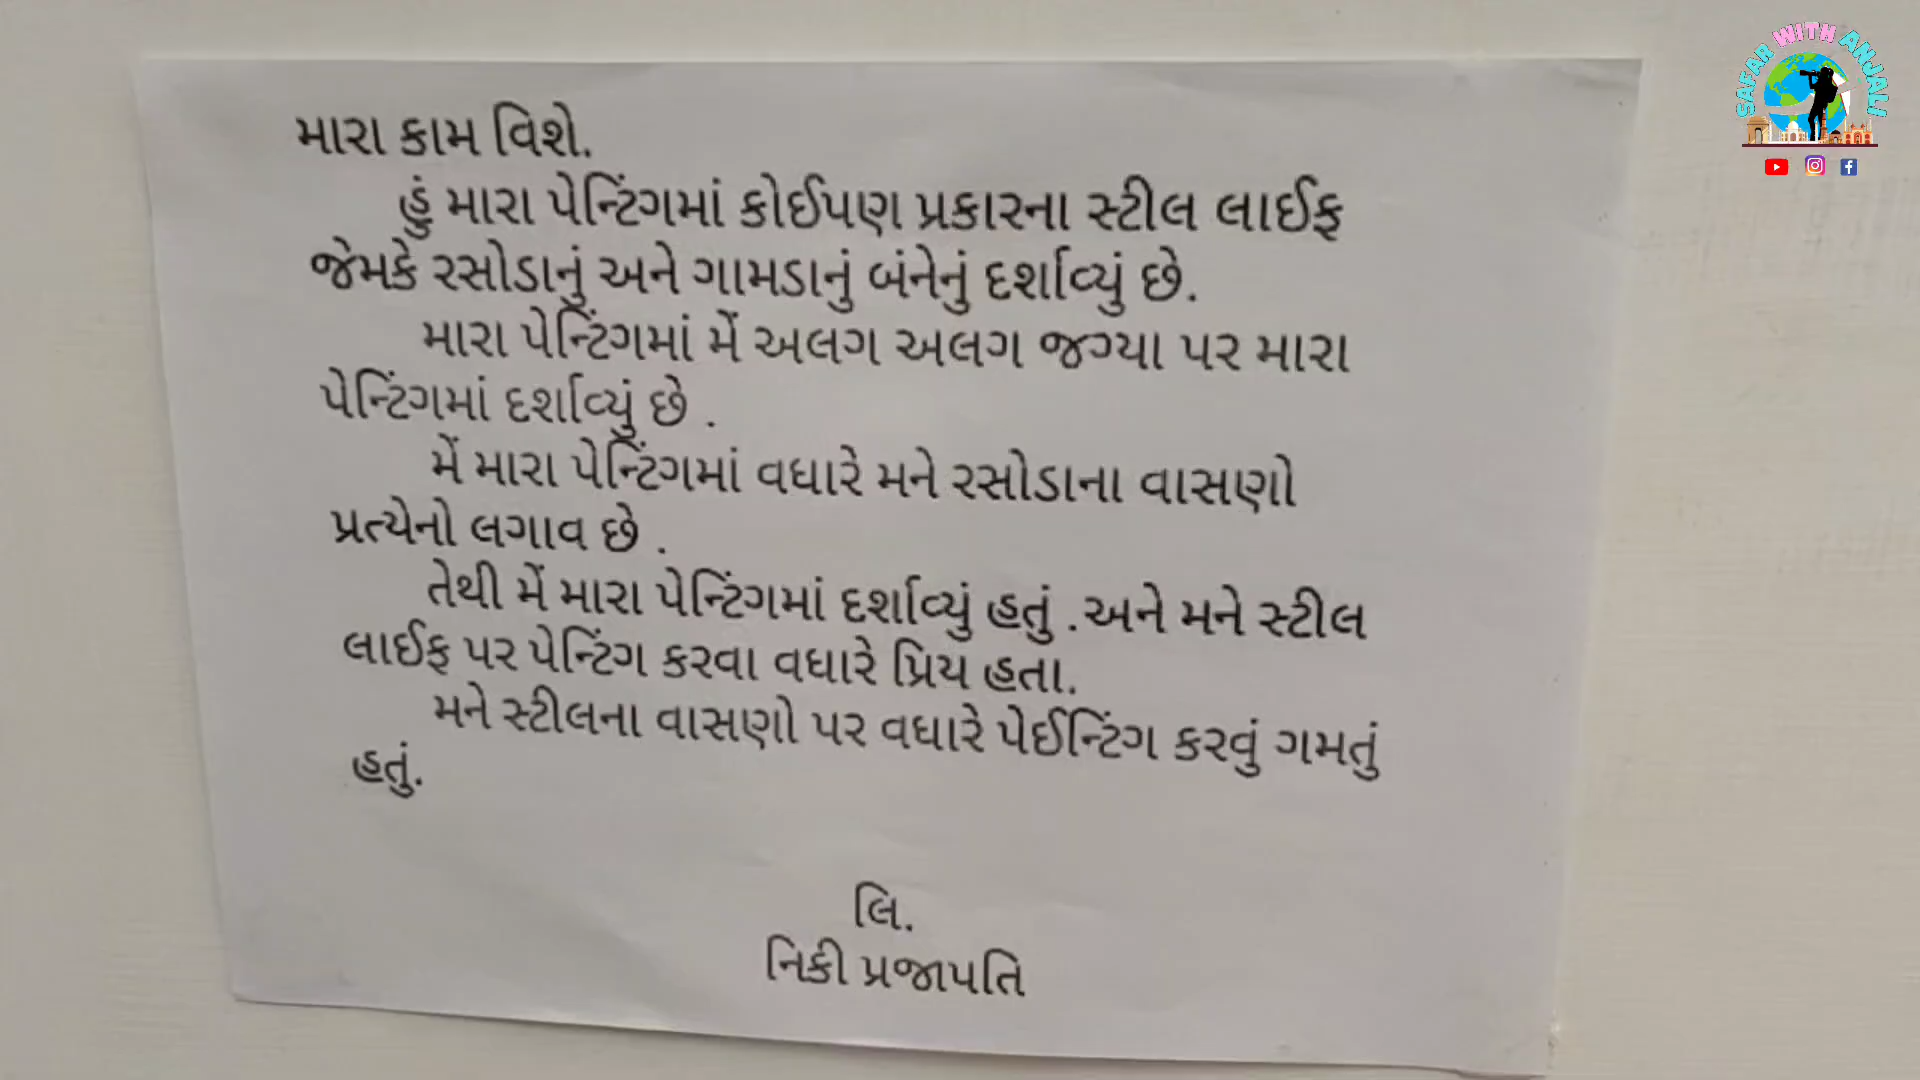 મારા કામ વિશે.
હું મારા પેન્ટિંગમાં કોઈપણ પ્રકારના સ્ટીલ લાઈફ
જેમકે રસોડાનું અને ગામડાનું બંનેનું દર્શાવ્યું છે.
મારા પેન્ટિંગમાં મેં અલગ અલગ જગ્યા પર મારા
પેન્ટિંગમાં દર્શાવ્યું છે .
મેં મારા પેન્ટિંગમાં વધારે મને રસોડાના વાસણો
પ્રત્યેનો લગાવ છે .
તેથી મેં મારા પેન્ટિંગમાં દર્શાવ્યું હતું .અને મને સ્ટીલ
લાઈફ પર પેન્ટિંગ કરવા વધારે પ્રિય હતા.
મને સ્ટીલના વાસણો પર વધારે પેઈન્ટિંગ કરવું ગમતું
હતું.
લિ.
નિકી પ્રજાપતિ
SAFAR WITH ANJALI